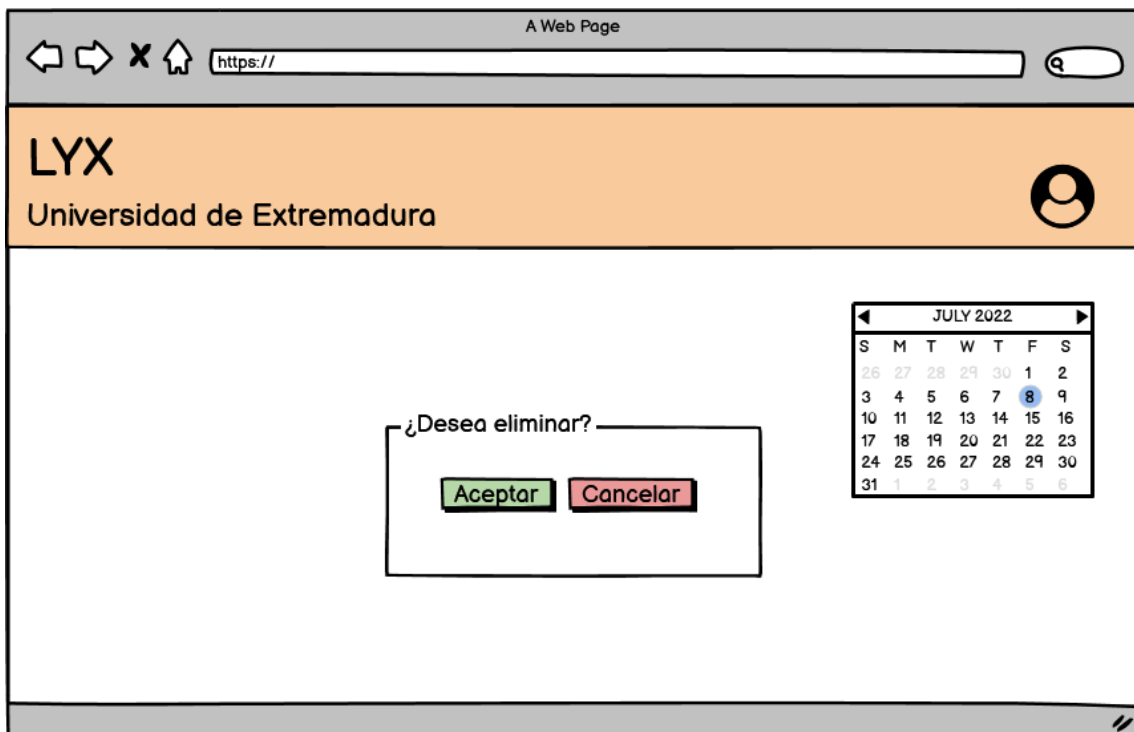 A Web Page
https://
LYX
Universidad de Extremadura
JULY 2022
S M T W T F S
26 27 28 29 30 1 2
3 4 5 6 7 8 9
10 11 12 13 14 15 16
17 18 19 20 21 22 23
24 25 26 27 28 29 30
31 1 2 3 4 5 6
¿Desea eliminar?
Aceptar Cancelar